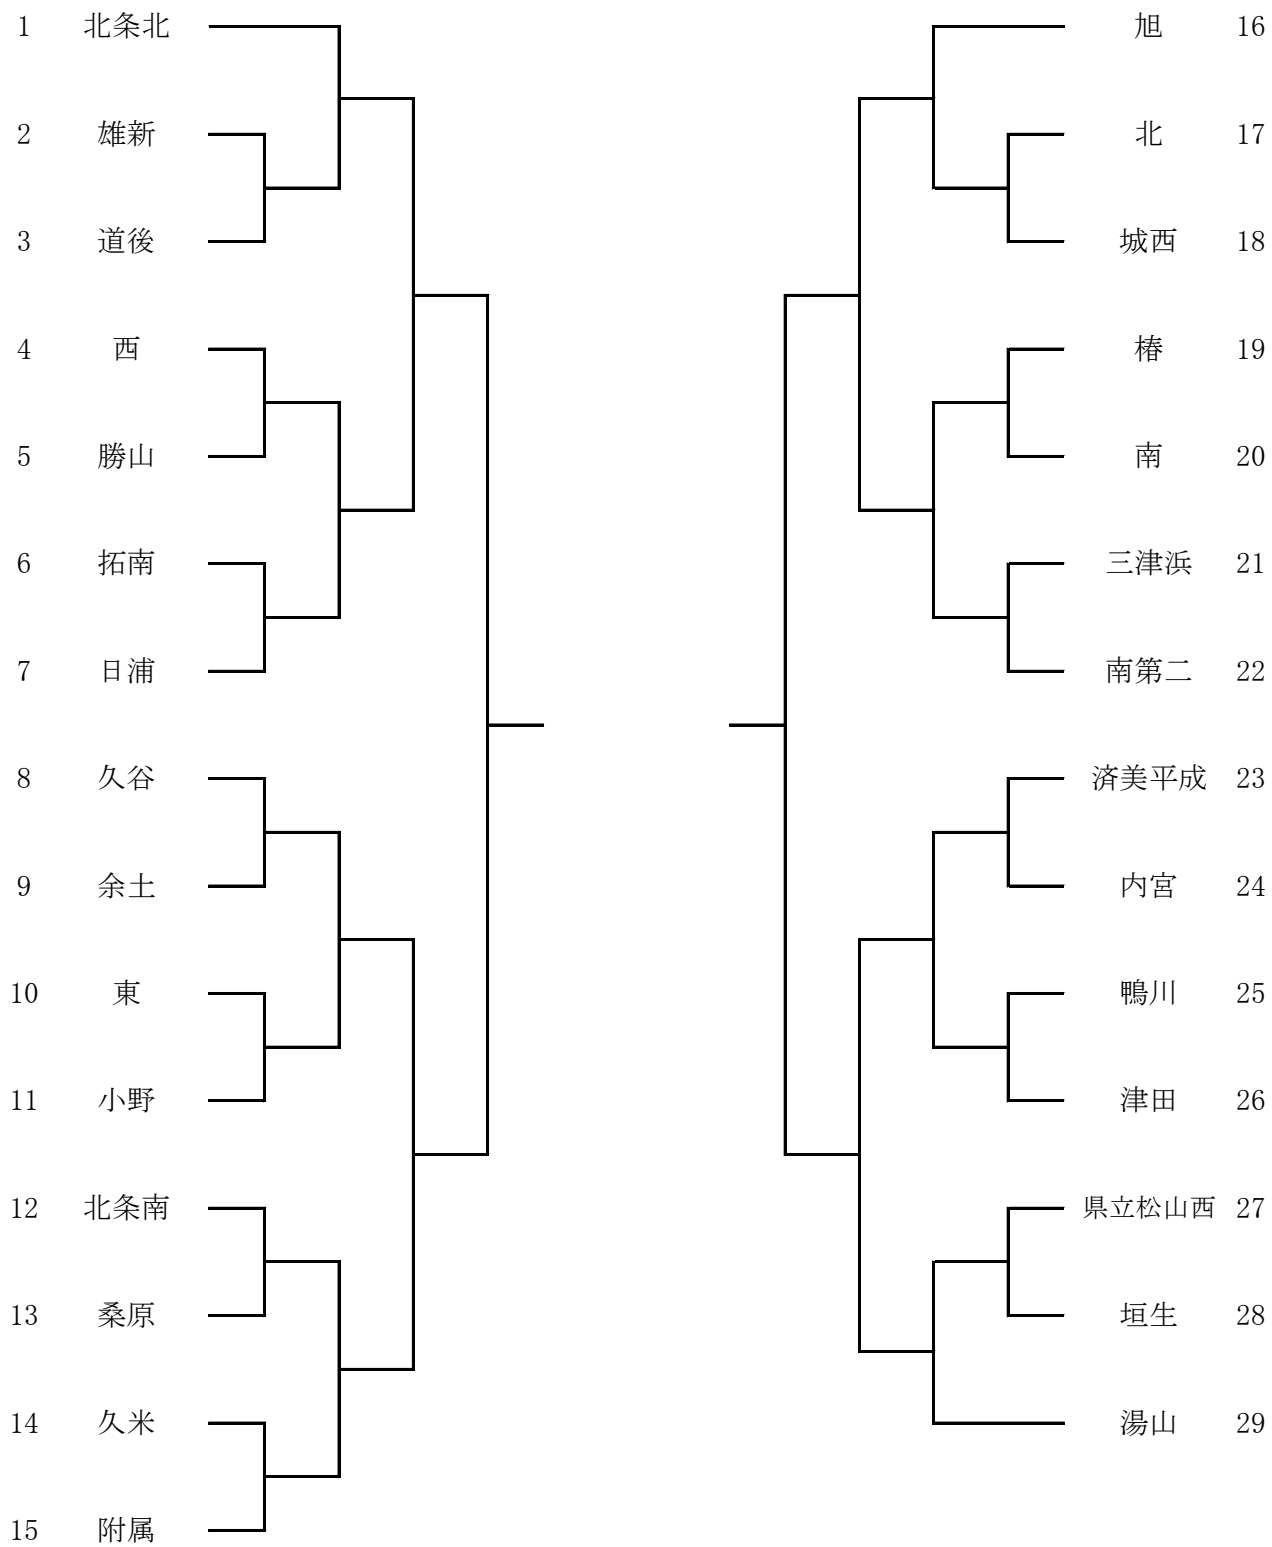 1 北条北
2 雄新
3 道後
4 西
5 勝山
6 拓南
7 日浦
8 久谷
9 余土
10 東
11 小野
12 北条南
13 桑原
14 久米
15 附属
旭 16
北 17
城西 18
椿 19
南 20
三津浜 21
南第二 22
済美平成 23
内宮 24
鴨川 25
津田 26
県立松山西 27
垣生 28
湯山 29